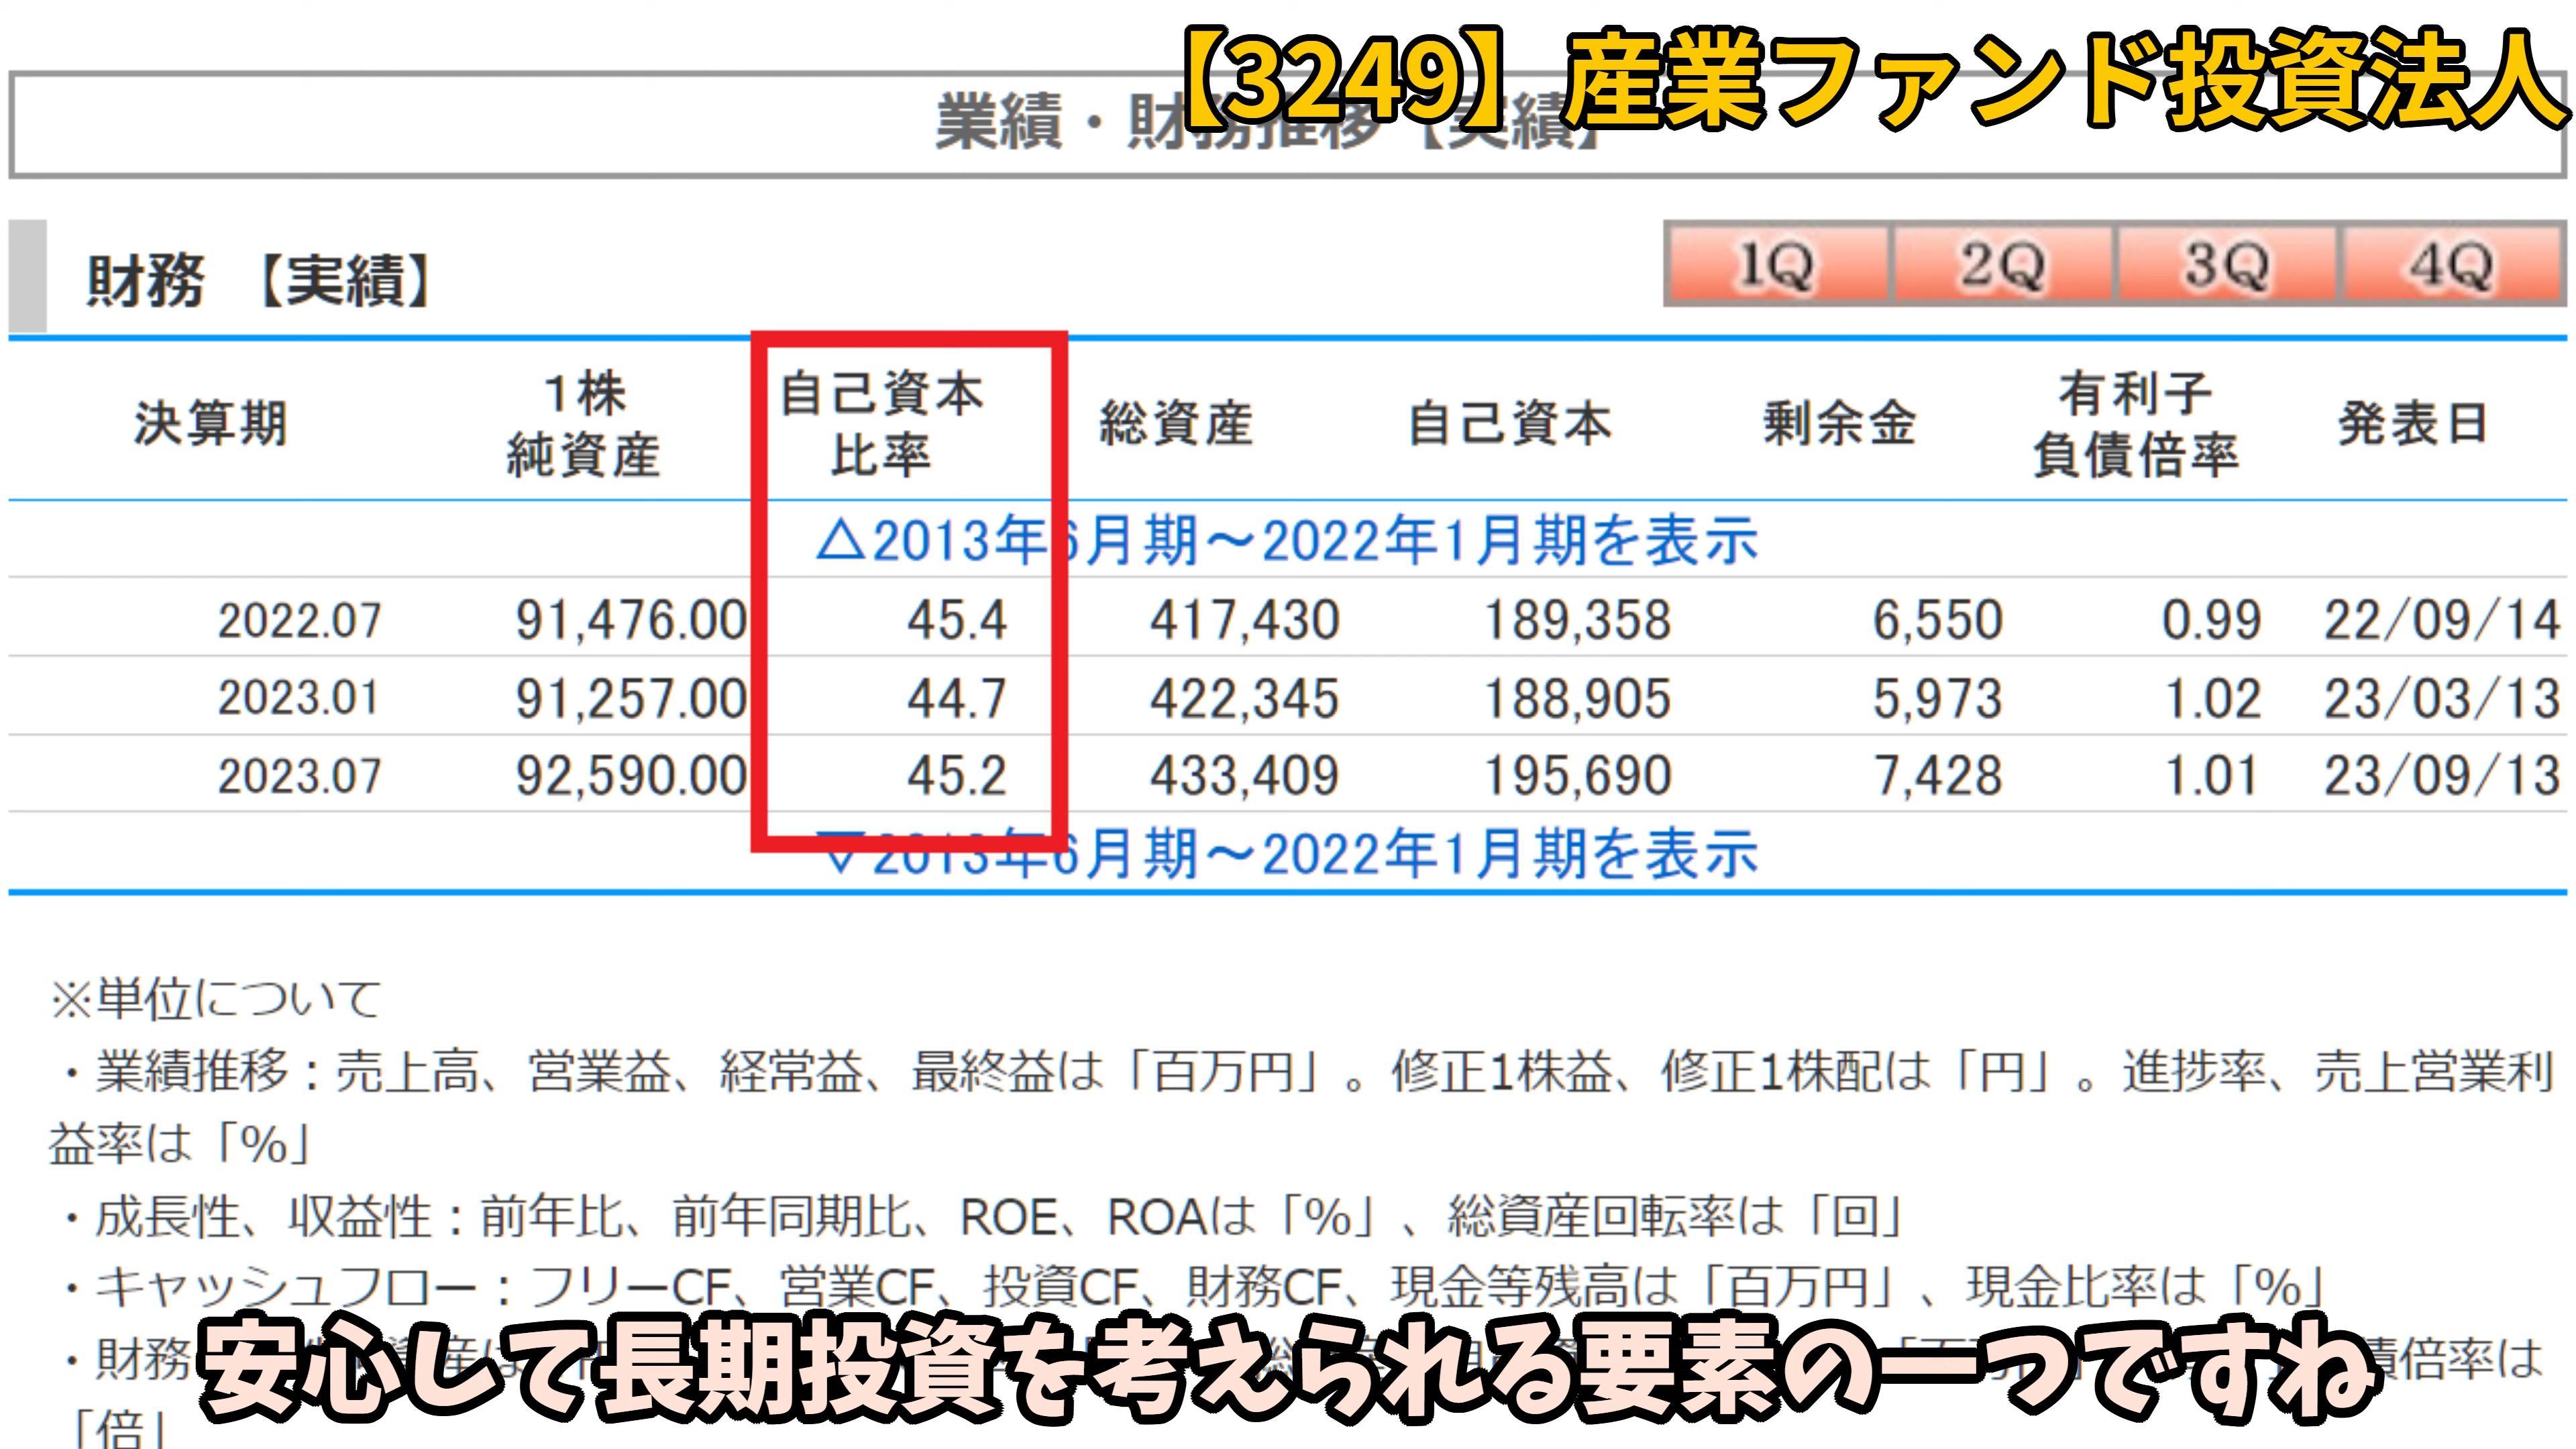 【3249】産業ファンド投資法人
業績・財務推移【実績】
財務 【実績】
1Q 2Q 3Q 4Q
決算期 1株純資産 自己資本比率 総資産 自己資本 剰余金 有利子負債倍率 発表日
△2013年6月期～2022年1月期を表示
2022.07 91,476.00 45.4 417,430 189,358 6,550 0.99 22/09/14
2023.01 91,257.00 44.7 422,345 188,905 5,973 1.02 23/03/13
2023.07 92,590.00 45.2 433,409 195,690 7,428 1.01 23/09/13
▽2013年6月期～2022年1月期を表示
※単位について
・業績推移：売上高、営業益、経常益、最終益は「百万円」。修正1株益、修正1株配は「円」。進捗率、売上営業利
益率は「％」
・成長性、収益性：前年比、前年同期比、ROE、ROAは「％」、総資産回転率は「回」
・キャッシュフロー：フリーCF、営業CF、投資CF、財務CF、現金等残高は「百万円」、現金比率は「％」
・財務
債倍率は
「倍」
安心して長期投資を考えられる要素の一つですね